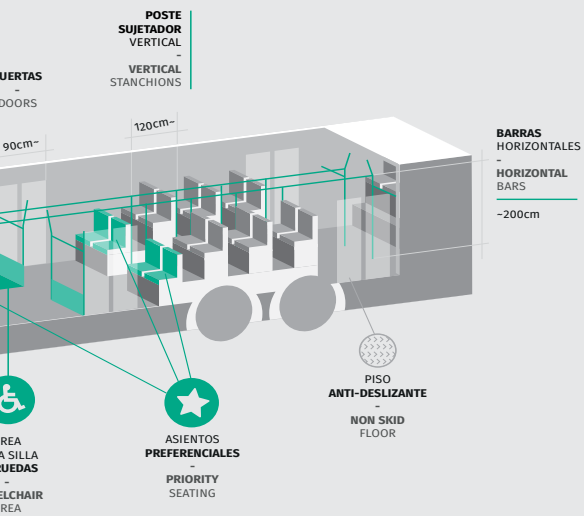 POSTE
SUJETADOR
VERTICAL
-
VERTICAL
STANCHIONS
UERTAS
-
DOORS
90cm-
120cm-
BARRAS
HORIZONTALES
-
HORIZONTAL
BARS
-200cm
PISO
ANTI-DESLIZANTE
-
NON SKID
FLOOR
ASIENTOS
PREFERENCIALES
-
PRIORITY
SEATING
REA
A SILLA
RUEDAS
-
ELCHAIR
REA